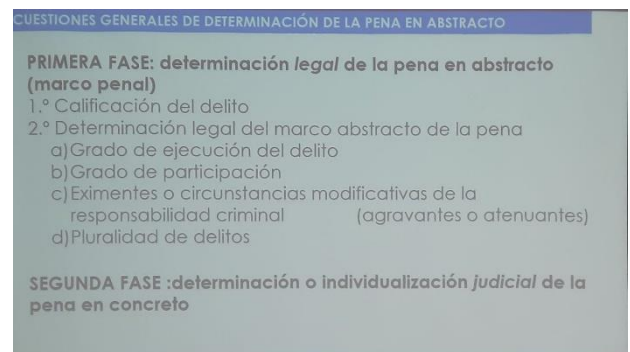 CUESTIONES GENERALES DE DETERMINACIÓN DE LA PENA EN ABSTRACTO
PRIMERA FASE: determinación legal de la pena en abstracto
(marco penal)
1.º Calificación del delito
2.º Determinación legal del marco abstracto de la pena
a)Grado de ejecución del delito
b)Grado de participación
c)Eximentes o circunstancias modificativas de la
responsabilidad criminal (agravantes o atenuantes)
d)Pluralidad de delitos
SEGUNDA FASE :determinación o individualización judicial de la
pena en concreto